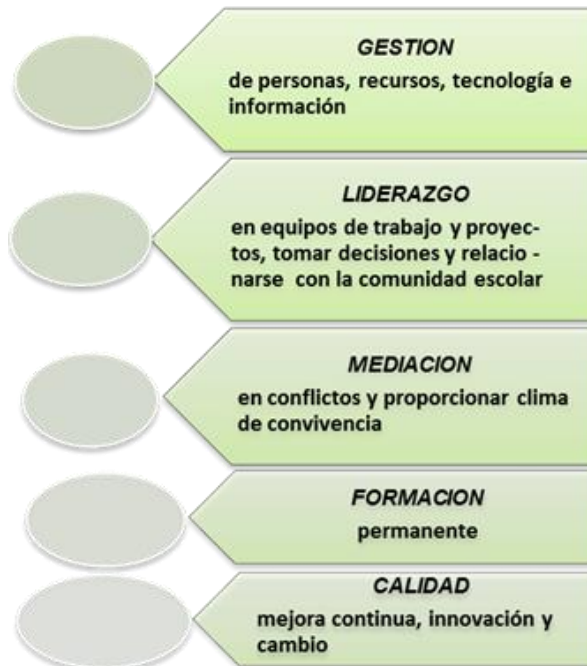 GESTION
de personas, recursos, tecnología e
información
LIDERAZGO
en equipos de trabajo y proyec-
tos, tomar decisiones y relacio -
narse con la comunidad escolar
MEDIACION
en conflictos y proporcionar clima
de convivencia
FORMACION
permanente
CALIDAD
mejora continua, innovación y
cambio